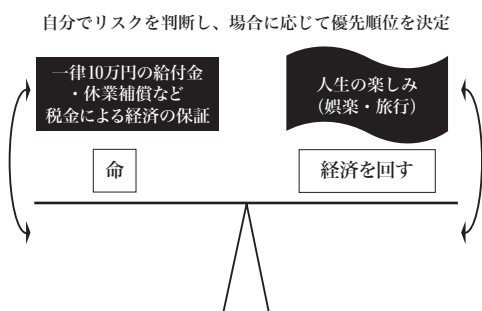 自分でリスクを判断し、場合に応じて優先順位を決定
一律10万円の給付金
・休業補償など
税金による経済の保証
人生の楽しみ
（娯楽・旅行）
命
経済を回す